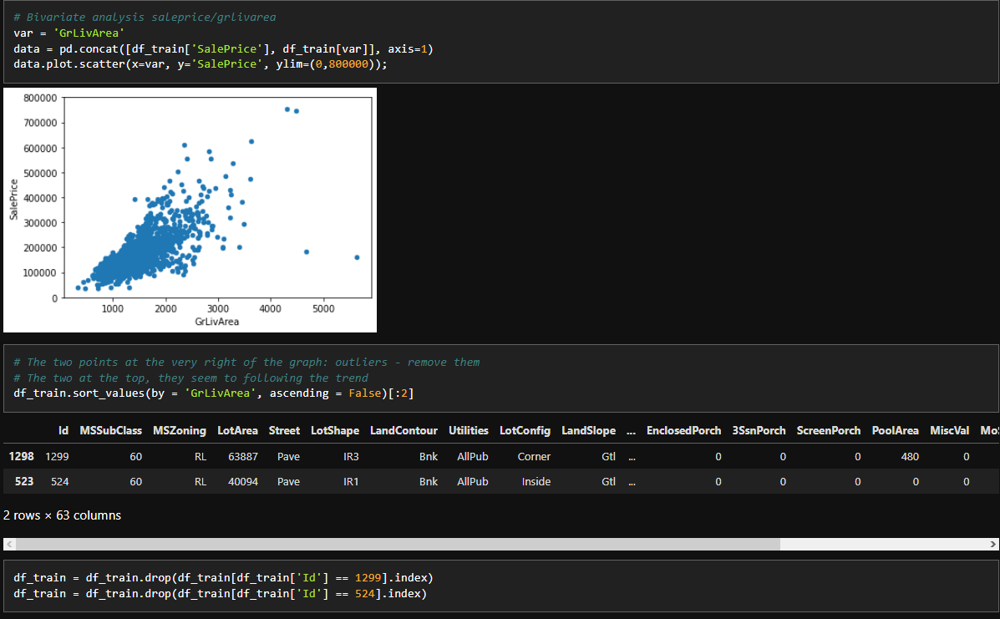 # Bivariate analysis saleprice/grlivarea
var = 'GrLivArea'
data = pd.concat([df_train['SalePrice'], df_train[var]], axis=1)
data.plot.scatter(x=var, y='SalePrice', ylim=(0,800000));
800000
700000
600000
500000
400000
300000
200000
100000
0
SalePrice
1000 2000 3000 4000 5000
GrLivArea
# The two points at the very right of the graph: outliers - remove them
# The two at the top, they seem to following the trend
df_train.sort_values(by = 'GrLivArea', ascending = False)[:2]
Id MSSubClass MSZoning LotArea Street LotShape LandContour Utilities LotConfig LandSlope ... EnclosedPorch 3SsnPorch ScreenPorch PoolArea MiscVal Mo
1298 1299 60 RL 63887 Pave IR3 Bnk AllPub Corner Gtl ... 0 0 0 480 0
523 524 60 RL 40094 Pave IR1 Bnk AllPub Inside Gtl ... 0 0 0 0 0
2 rows × 63 columns
df_train = df_train.drop(df_train[df_train['Id'] == 1299].index)
df_train = df_train.drop(df_train[df_train['Id'] == 524].index)